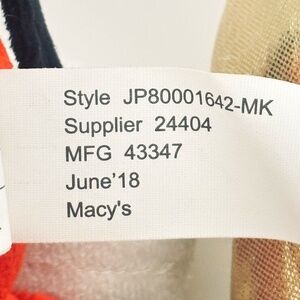 Style JP80001642-MK
Supplier 24404
MFG 43347
June'18
Macy's